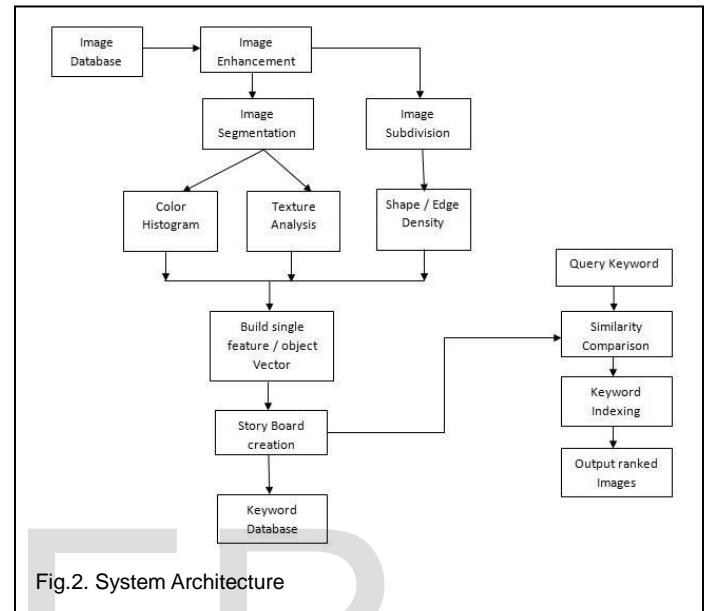 Image
Database
Image
Enhancement
Image
Segmentation
Image
Subdivision
Color
Histogram
Texture
Analysis
Shape / Edge
Density
Query Keyword
Build single
feature / object
Vector
Similarity
Comparison
Story Board
creation
Keyword
Indexing
Keyword
Database
Output ranked
Images
Fig.2. System Architecture